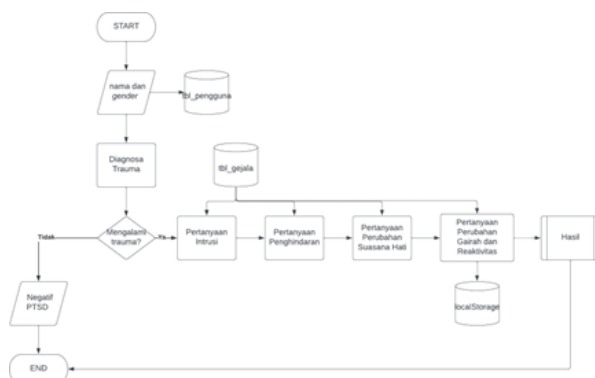 START
nama dan
gender
tbl_pengguna
Diagnosa
Trauma
tbl_gejala
Mengalami
trauma?
Tidak
Ya
Pertanyaan
Intrusi
Pertanyaan
Penghindaran
Pertanyaan
Perubahan
Suasana Hati
Pertanyaan
Perubahan
Gairah dan
Reaktivitas
Hasil
localStorage
Negatif
PTSD
END